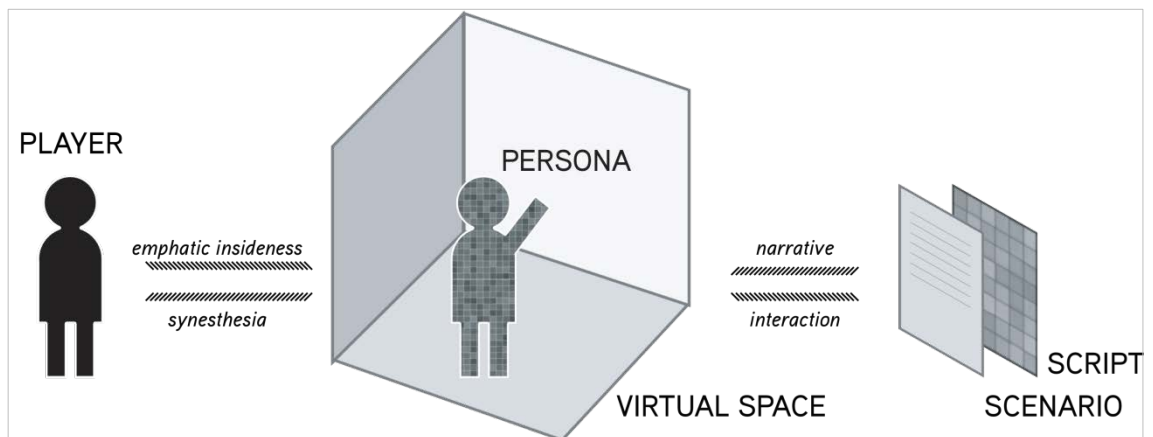 PLAYER
emphatic insideness
synesthesia
PERSONA
VIRTUAL SPACE
narrative
interaction
SCRIPT
SCENARIO